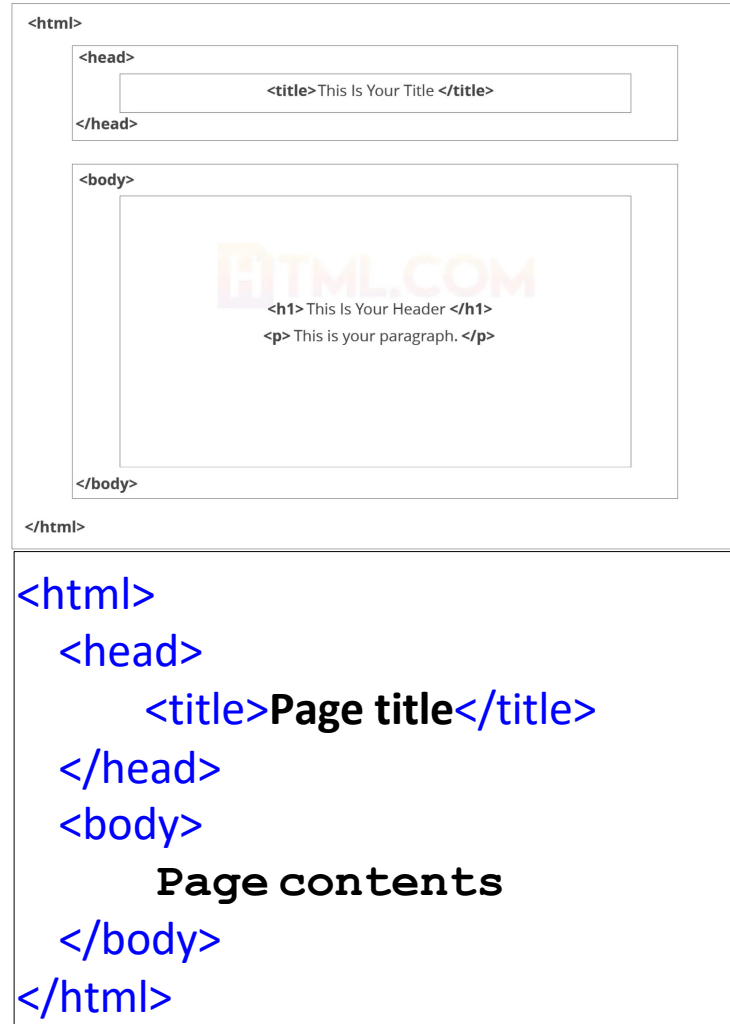 <html>
<head>
<title>This Is Your Title </title>
</head>
<body>
HTML.COM
<h1> This Is Your Header </h1>
<p> This is your paragraph. </p>
</body>
</html>
<html>
<head>
<title>Page title</title>
</head>
<body>
Page contents
</body>
</html>